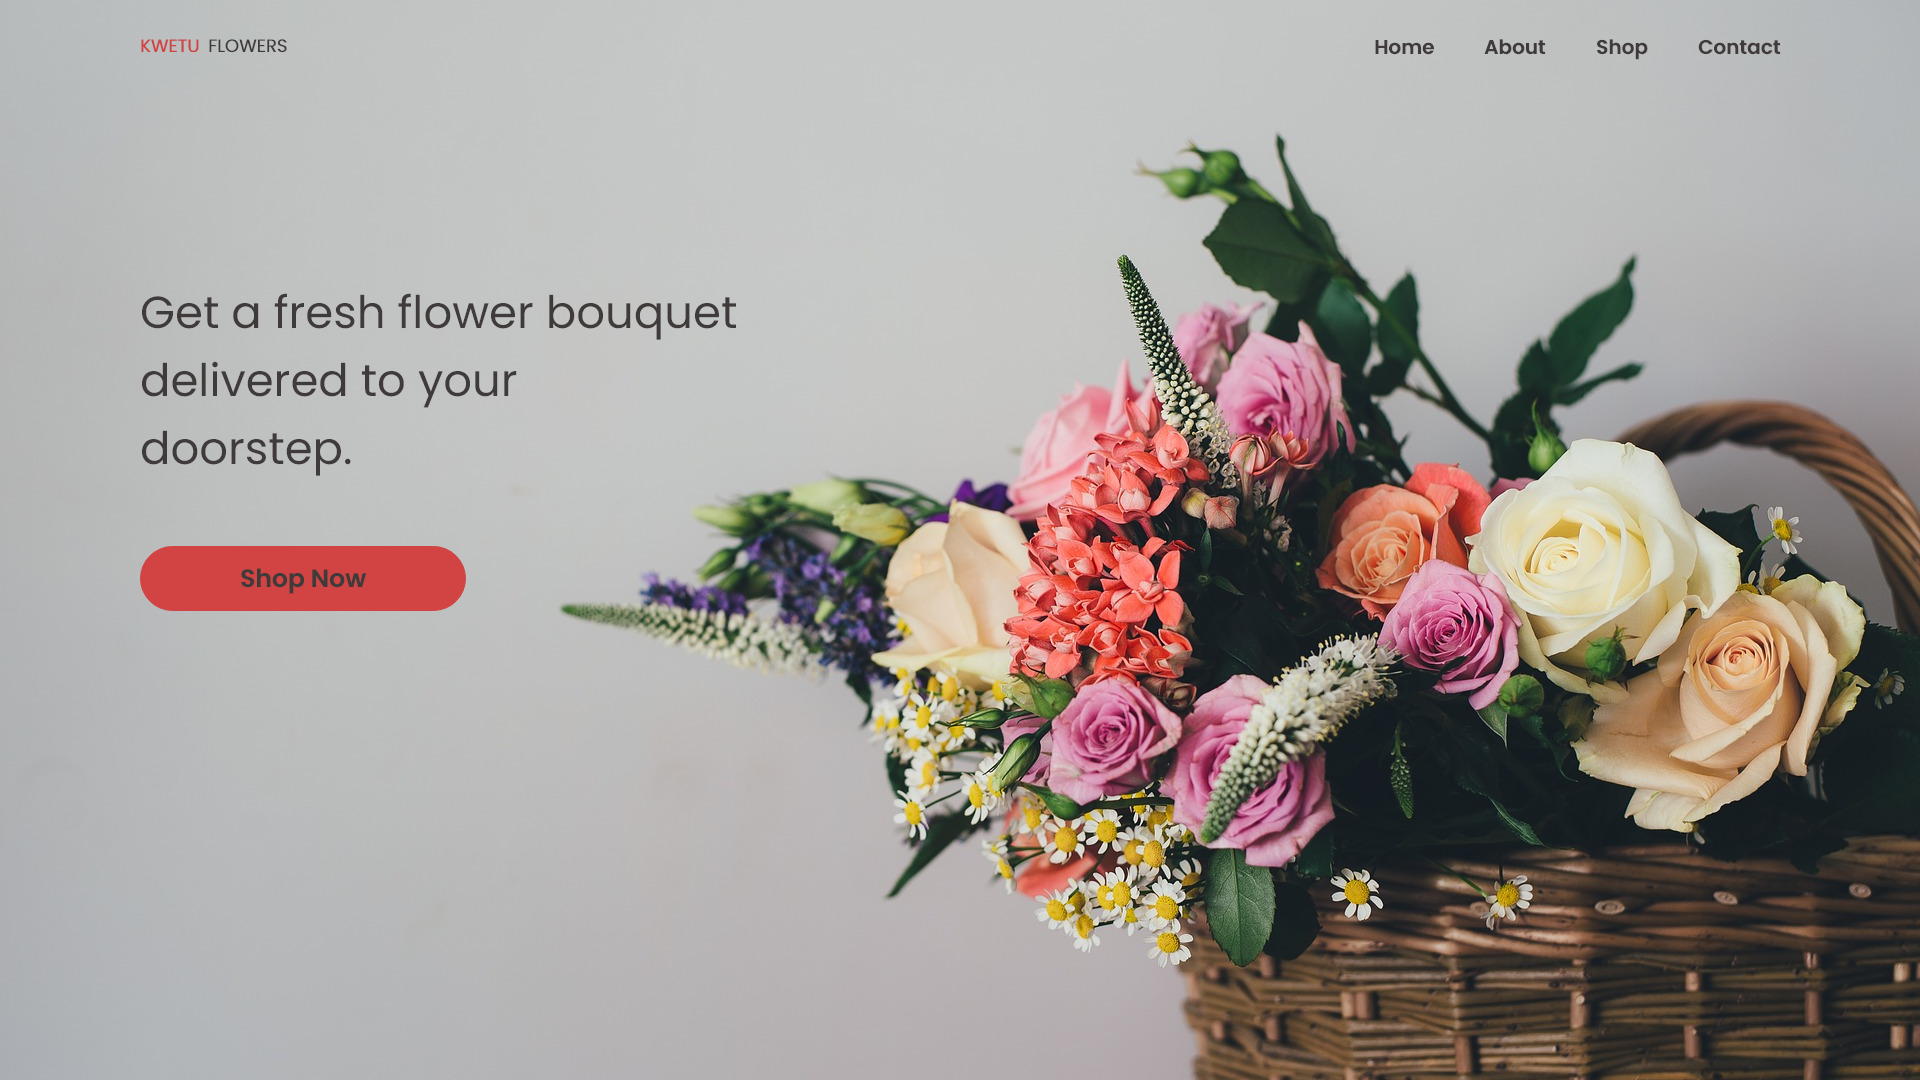 KWETU FLOWERS
Home About Shop Contact
Get a fresh flower bouquet
delivered to your
doorstep.
Shop Now